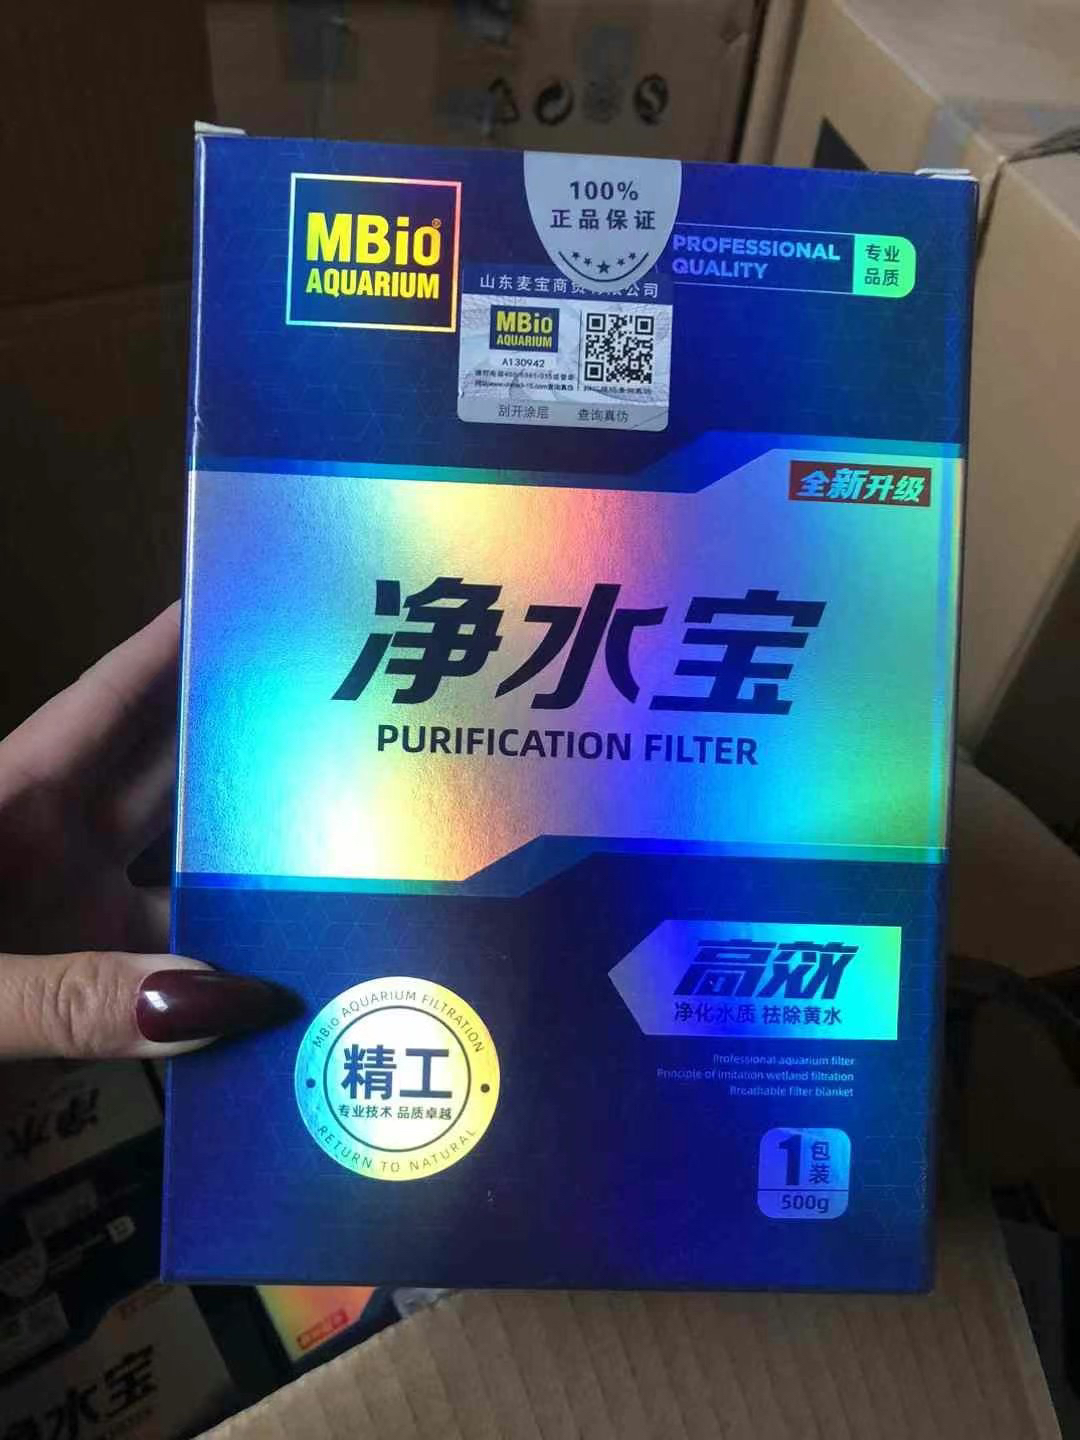 MBiO®
AQUARIUM
100%
正品保证
PROFESSIONAL
QUALITY
专业
品质
山东麦宝商贸有限公司
MBiO
AQUARIUM
A130942
刮开涂层 查询真伪
全新升级
净水宝
PURIFICATION FILTER
高效
净化水质 祛除黄水
Professional aquarium filter
Principle of imitation wetland filtration
Breathable filter blanket
MBiO AQUARIUM FILTRATION
精工
专业技术 品质卓越
RETURN TO NATURAL
1包装
500g
净水
水宝